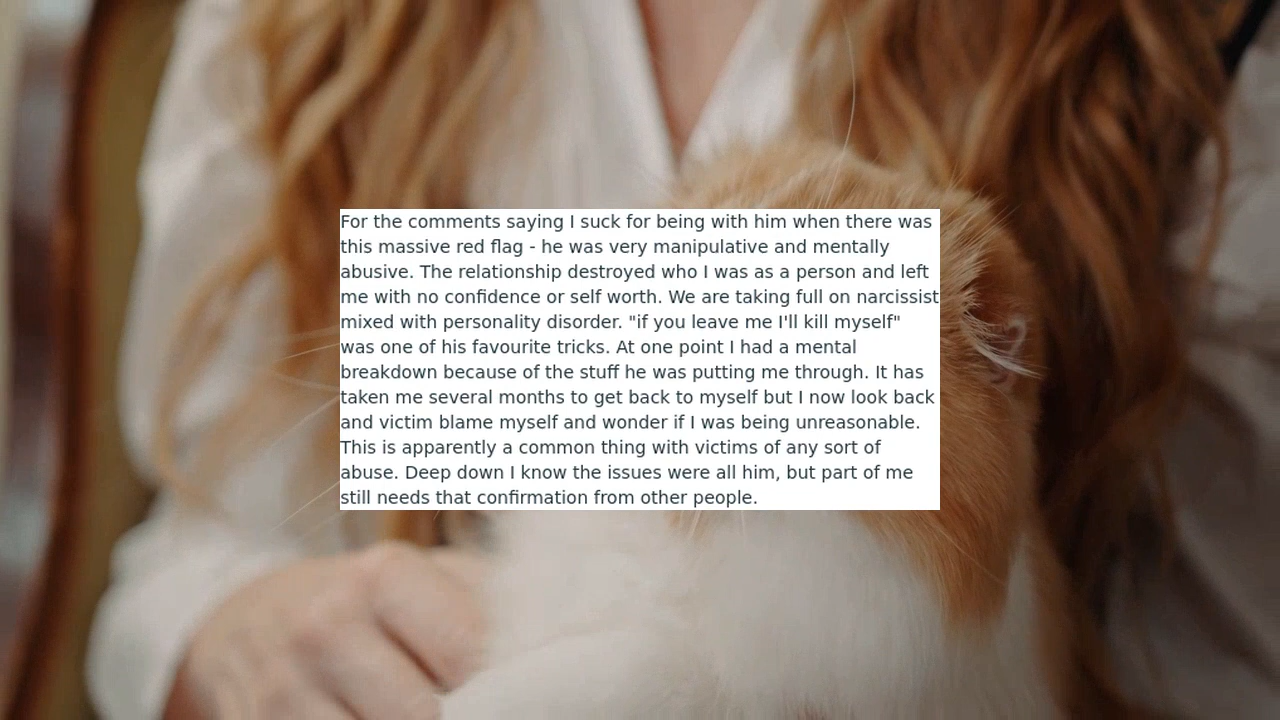 For the comments saying I suck for being with him when there was
this massive red flag - he was very manipulative and mentally
abusive. The relationship destroyed who I was as a person and left
me with no confidence or self worth. We are taking full on narcissist
mixed with personality disorder. "if you leave me I'll kill myself"
was one of his favourite tricks. At one point I had a mental
breakdown because of the stuff he was putting me through. It has
taken me several months to get back to myself but I now look back
and victim blame myself and wonder if I was being unreasonable.
This is apparently a common thing with victims of any sort of
abuse. Deep down I know the issues were all him, but part of me
still needs that confirmation from other people.